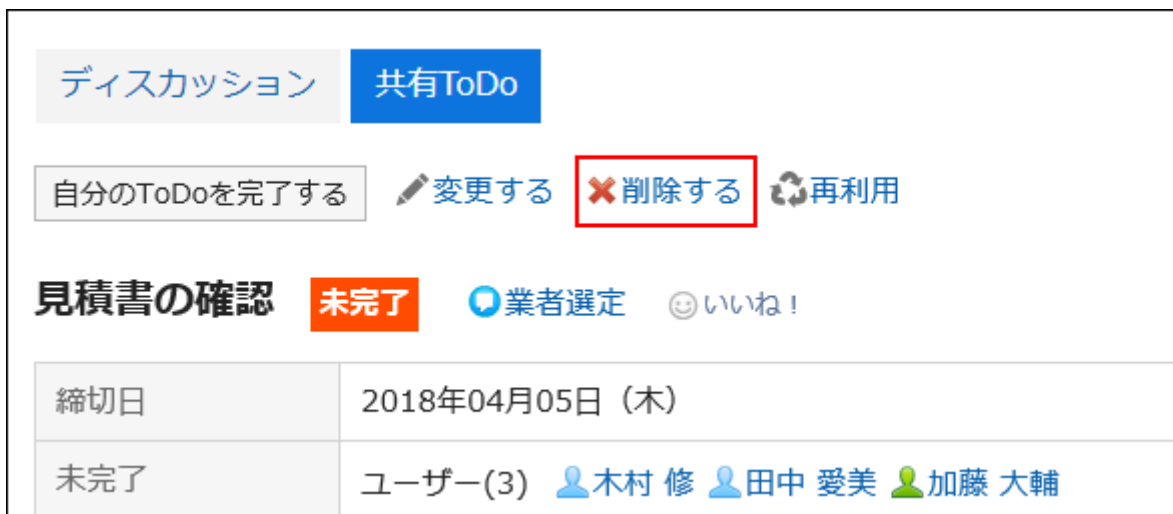 ディスカッション 共有ToDo
自分のToDoを完了する 変更する 削除する 再利用
見積書の確認 未完了 業者選定 いいね！
締切日 2018年04月05日（木）
未完了 ユーザー(3) 木村 修 田中 愛美 加藤 大輔